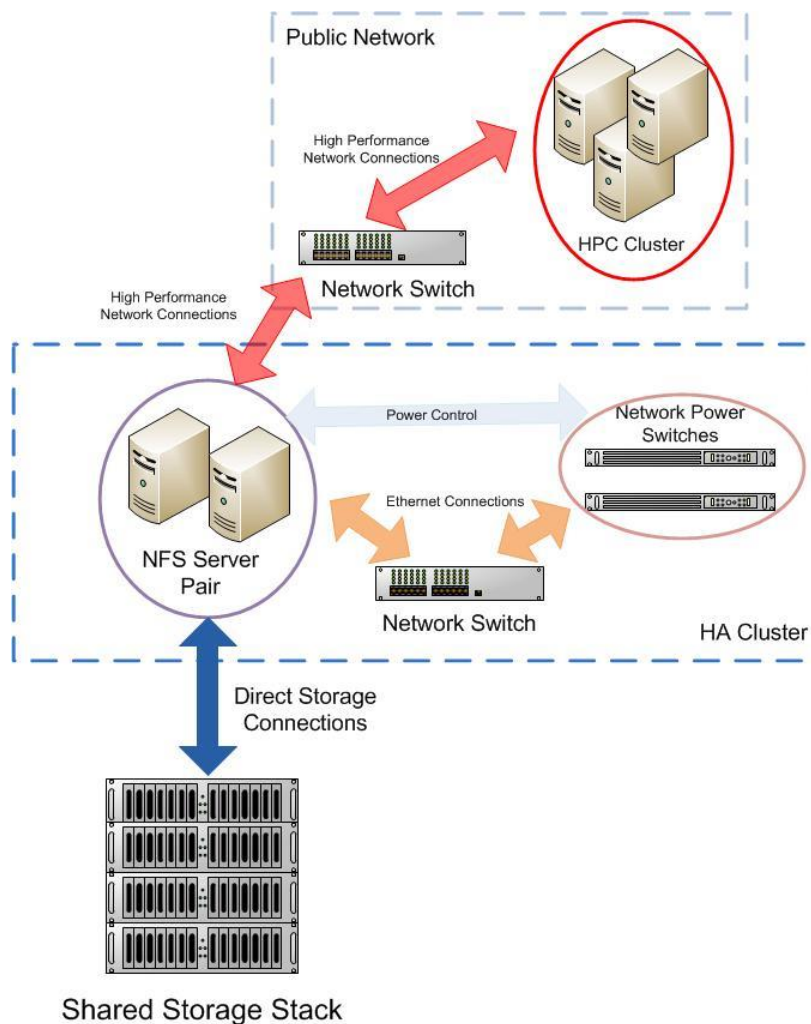 Public Network
High Performance
Network Connections
HPC Cluster
Network Switch
High Performance
Network Connections
Power Control
Network Power
Switches
Ethernet Connections
NFS Server
Pair
Network Switch
HA Cluster
Direct Storage
Connections
Shared Storage Stack